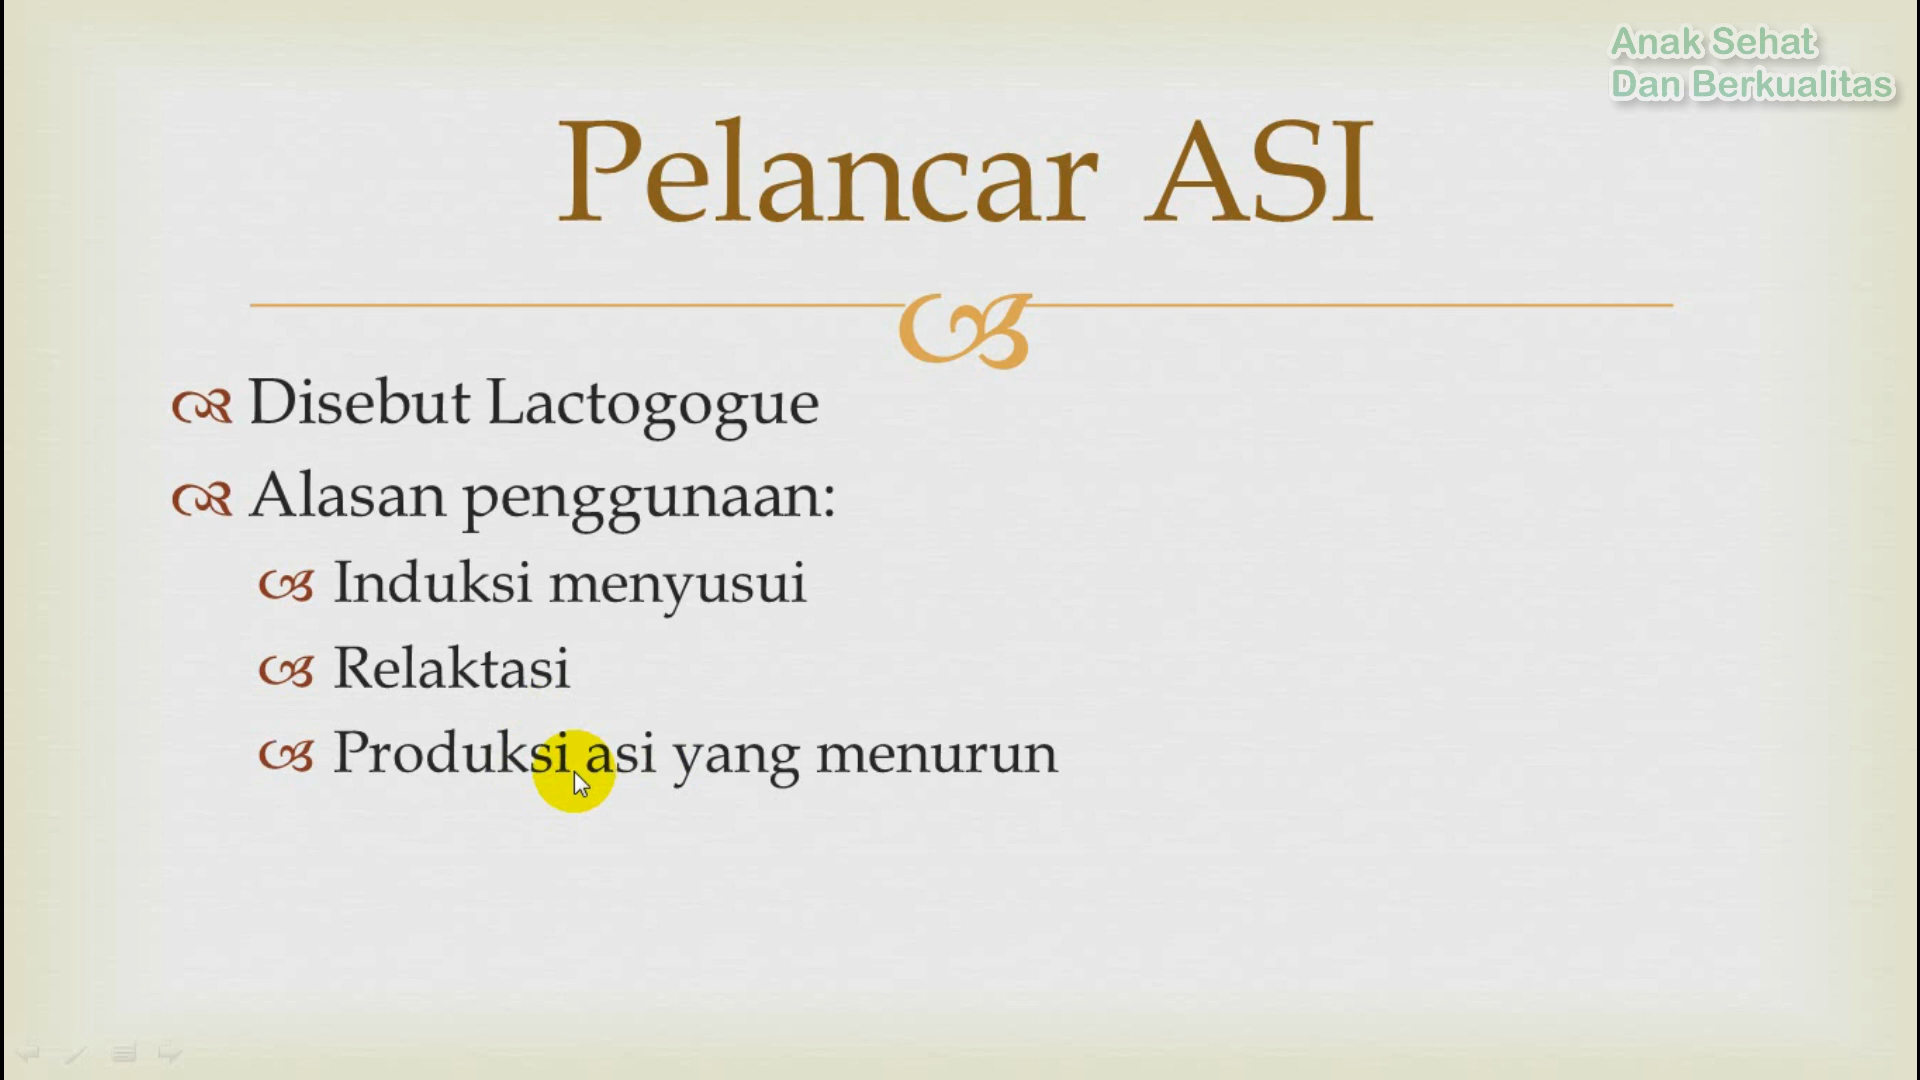 Anak Sehat
Dan Berkualitas
Pelancar ASI
Disebut Lactogogue
Alasan penggunaan:
Induksi menyusui
Relaktasi
Produksi asi yang menurun